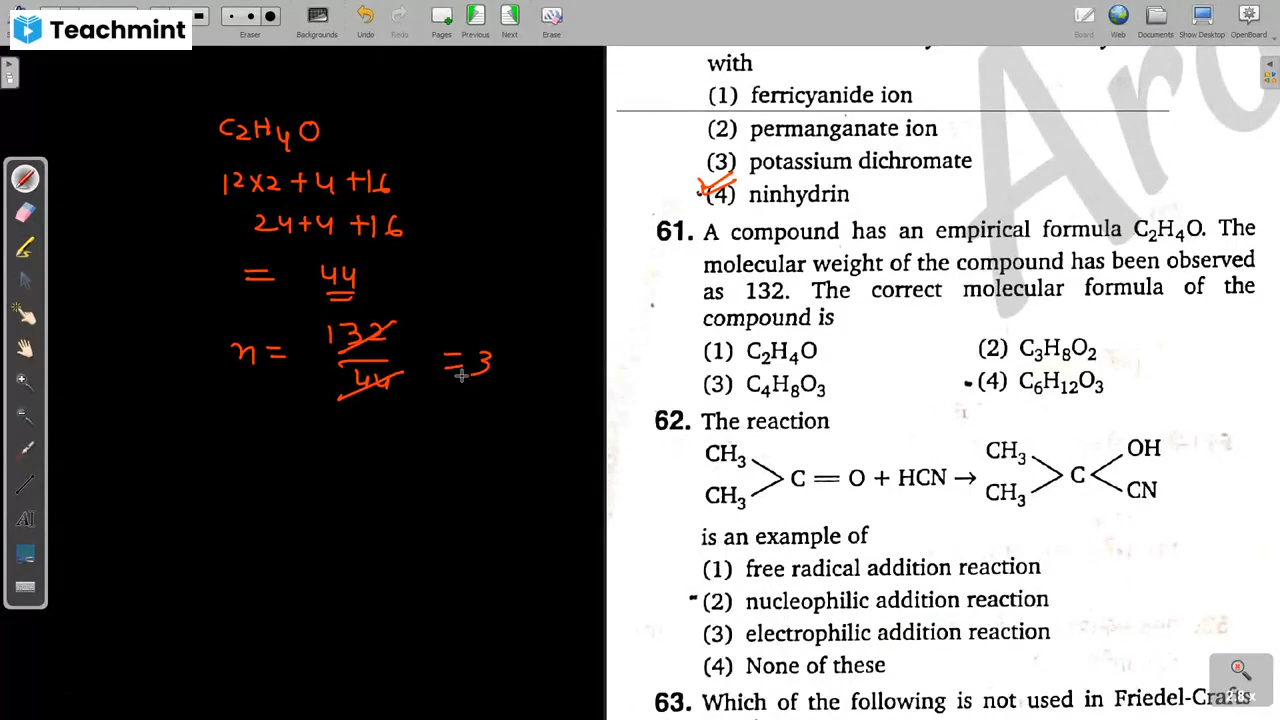 Teachmint
Eraser
Backgrounds
Undo
Redo
Pages
Previous
Next
Erase
Board
Web
Documents
Show Desktop
OpenBoard
C2H4O
12×2+4+16
24+4+16
= 44
n = 132/44 = 3
with
(1) ferricyanide ion
(2) permanganate ion
(3) potassium dichromate
(4) ninhydrin
61. A compound has an empirical formula C₂H₄O. The
molecular weight of the compound has been observed
as 132. The correct molecular formula of the
compound is
(1) C₂H₄O (2) C₃H₈O₂
(3) C₄H₈O₃ (4) C₆H₁₂O₃
62. The reaction
CH₃ CH₃ OH
C = O + HCN → C
CH₃ CH₃ CN
is an example of
(1) free radical addition reaction
(2) nucleophilic addition reaction
(3) electrophilic addition reaction
(4) None of these
63. Which of the following is not used in Friedel-Crafts